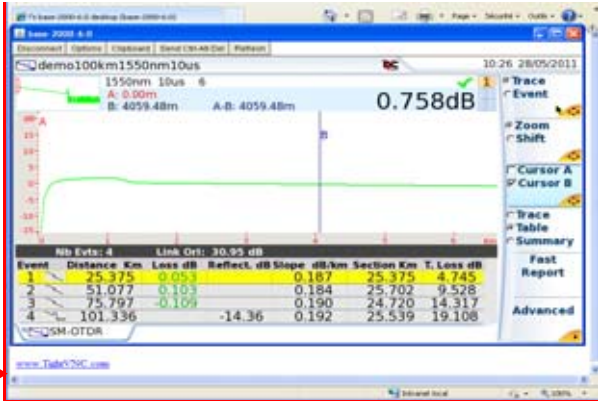 base-2000-6-0
Disconnect Options Clipboard Send Ctrl-Alt-Del Refresh
demo100km1550nm10us
10:26 28/05/2011
1550nm 10us 6
A: 0.00m
B: 4059.48m A-B: 4059.48m
0.758dB
1
Trace
Event
Zoom
Shift
Cursor A
Cursor B
Trace
Table
Summary
Fast
Report
Advanced
A
B
Nb Evts: 4 Link Orl: 30.95 dB
Event Distance Km Loss dB Reflect. dB Slope dB/km Section Km T. Loss dB
1 25.375 0.053 0.187 25.375 4.745
2 51.077 0.103 0.184 25.702 9.528
3 75.797 -0.109 0.190 24.720 14.317
4 101.336 -14.36 0.192 25.539 19.108
SM-OTDR
www.TightVNC.com
Intranet local
100%